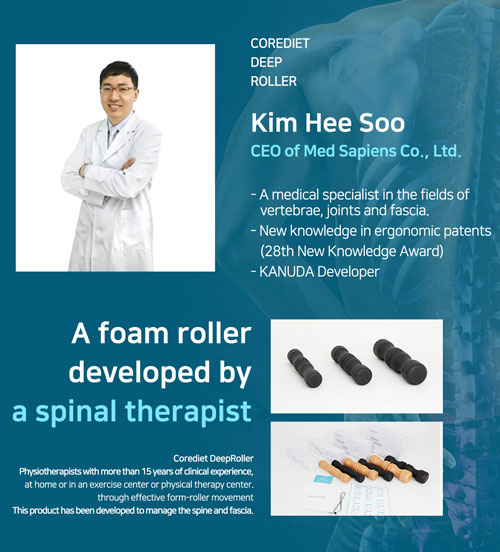 COREDIET
DEEP
ROLLER
Kim Hee Soo
CEO of Med Sapiens Co., Ltd.
- A medical specialist in the fields of
vertebrae, joints and fascia.
- New knowledge in ergonomic patents
(28th New Knowledge Award)
- KANUDA Developer
A foam roller
developed by
a spinal therapist
Corediet DeepRoller
Physiotherapists with more than 15 years of clinical experience,
at home or in an exercise center or physical therapy center.
through effective form-roller movement
This product has been developed to manage the spine and fascia.